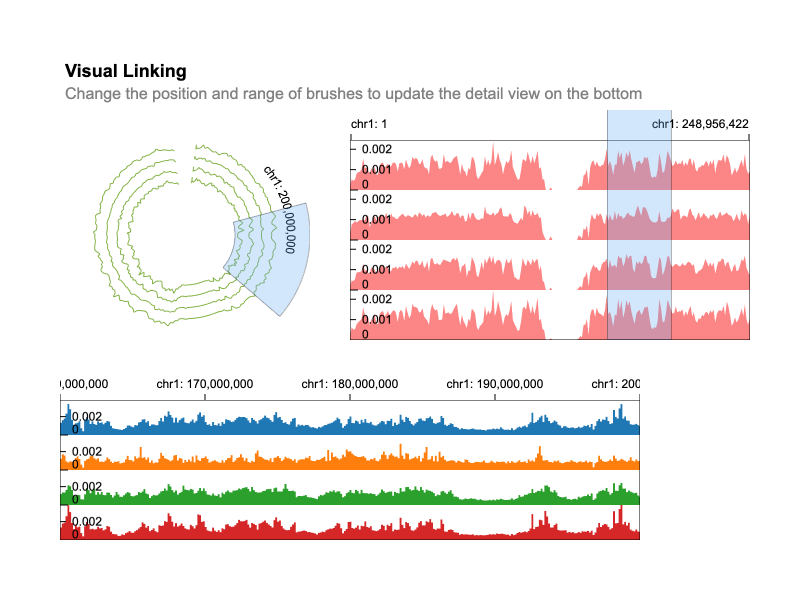 Visual Linking
Change the position and range of brushes to update the detail view on the bottom
chr1: 200,000,000
chr1: 1
chr1: 248,956,422
0.002
0.001
0
0.002
0.001
0
0.002
0.001
0
0.002
0.001
0
0,000,000
chr1: 170,000,000
chr1: 180,000,000
chr1: 190,000,000
chr1: 200
0.002
0
0.002
0
0.002
0
0.002
0